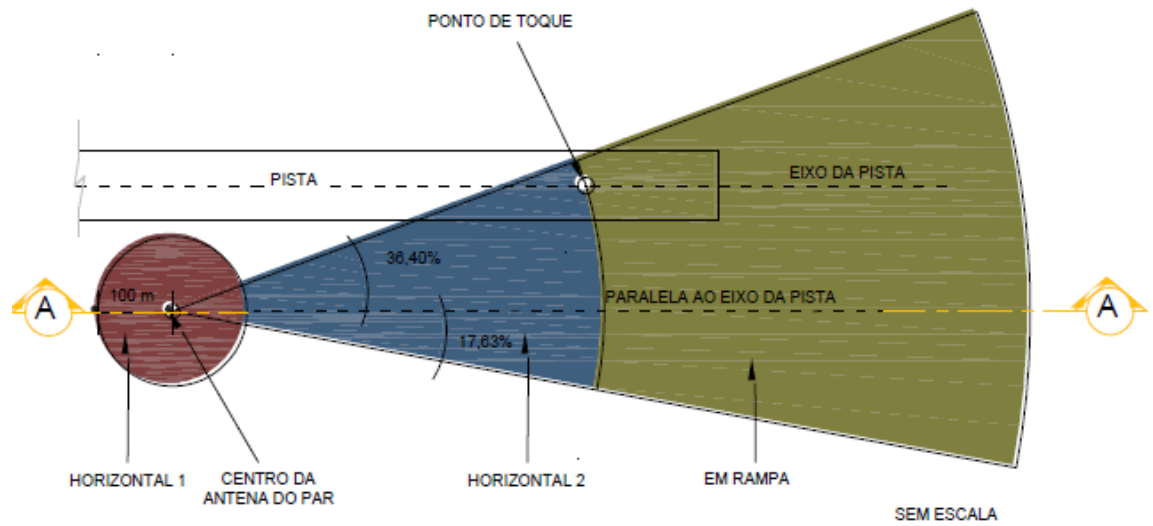 PONTO DE TOQUE
PISTA
EIXO DA PISTA
36,40%
100 m
PARALELA AO EIXO DA PISTA
A
A
17,63%
HORIZONTAL 1
CENTRO DA
ANTENA DO PAR
HORIZONTAL 2
EM RAMPA
SEM ESCALA